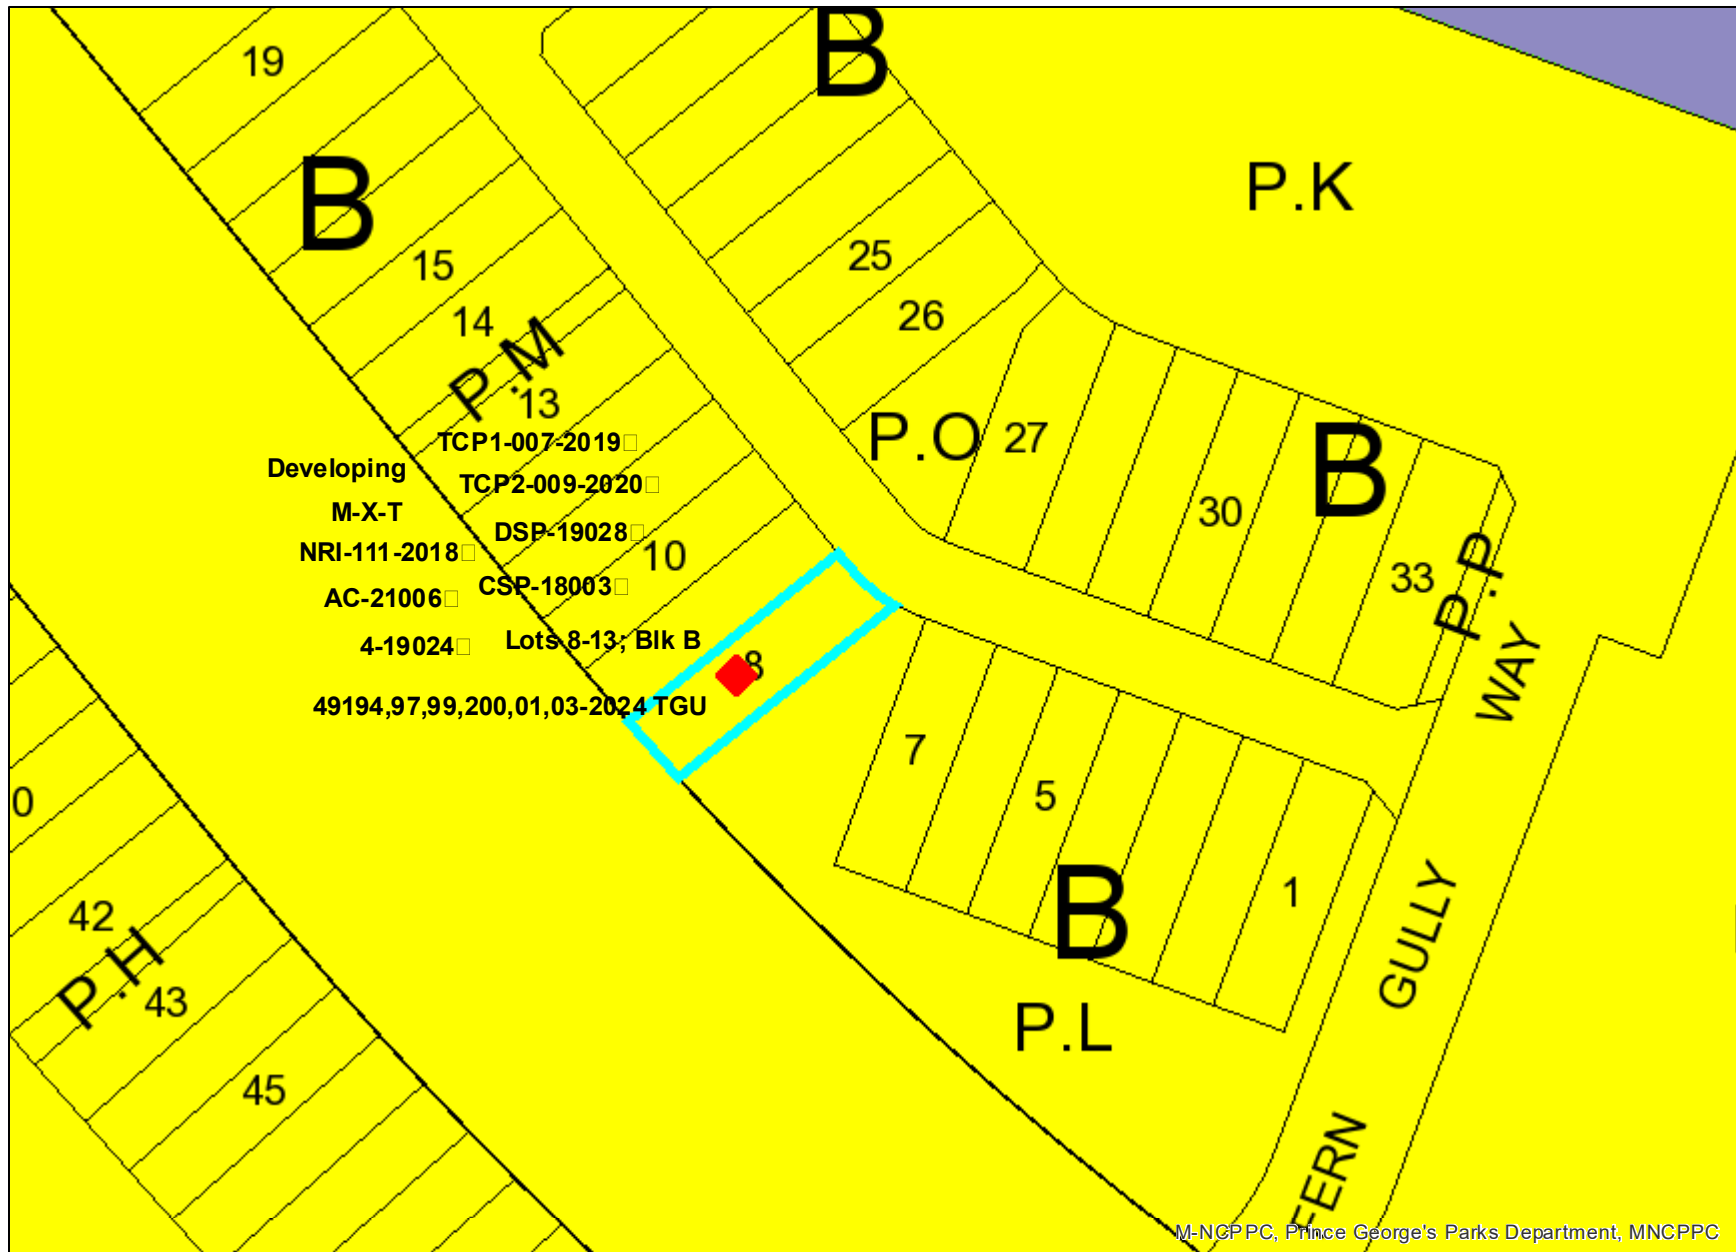 19
B
B
P.K
15
25
14
26
P.M
13
TCP1-007-2019
P.O
27
B
Developing
TCP2-009-2020
M-X-T
30
DSP-19028
NRI-111-2018
10
33
P.P
CSP-18003
AC-21006
4-19024
Lots 8-13; Blk B
8
WAY
49194,97,99,200,01,03-2024 TGU
7
5
0
1
B
GULLY
42
P.H
43
P.L
45
FERN
M-NCPPC, Prince George's Parks Department, MNCPPC